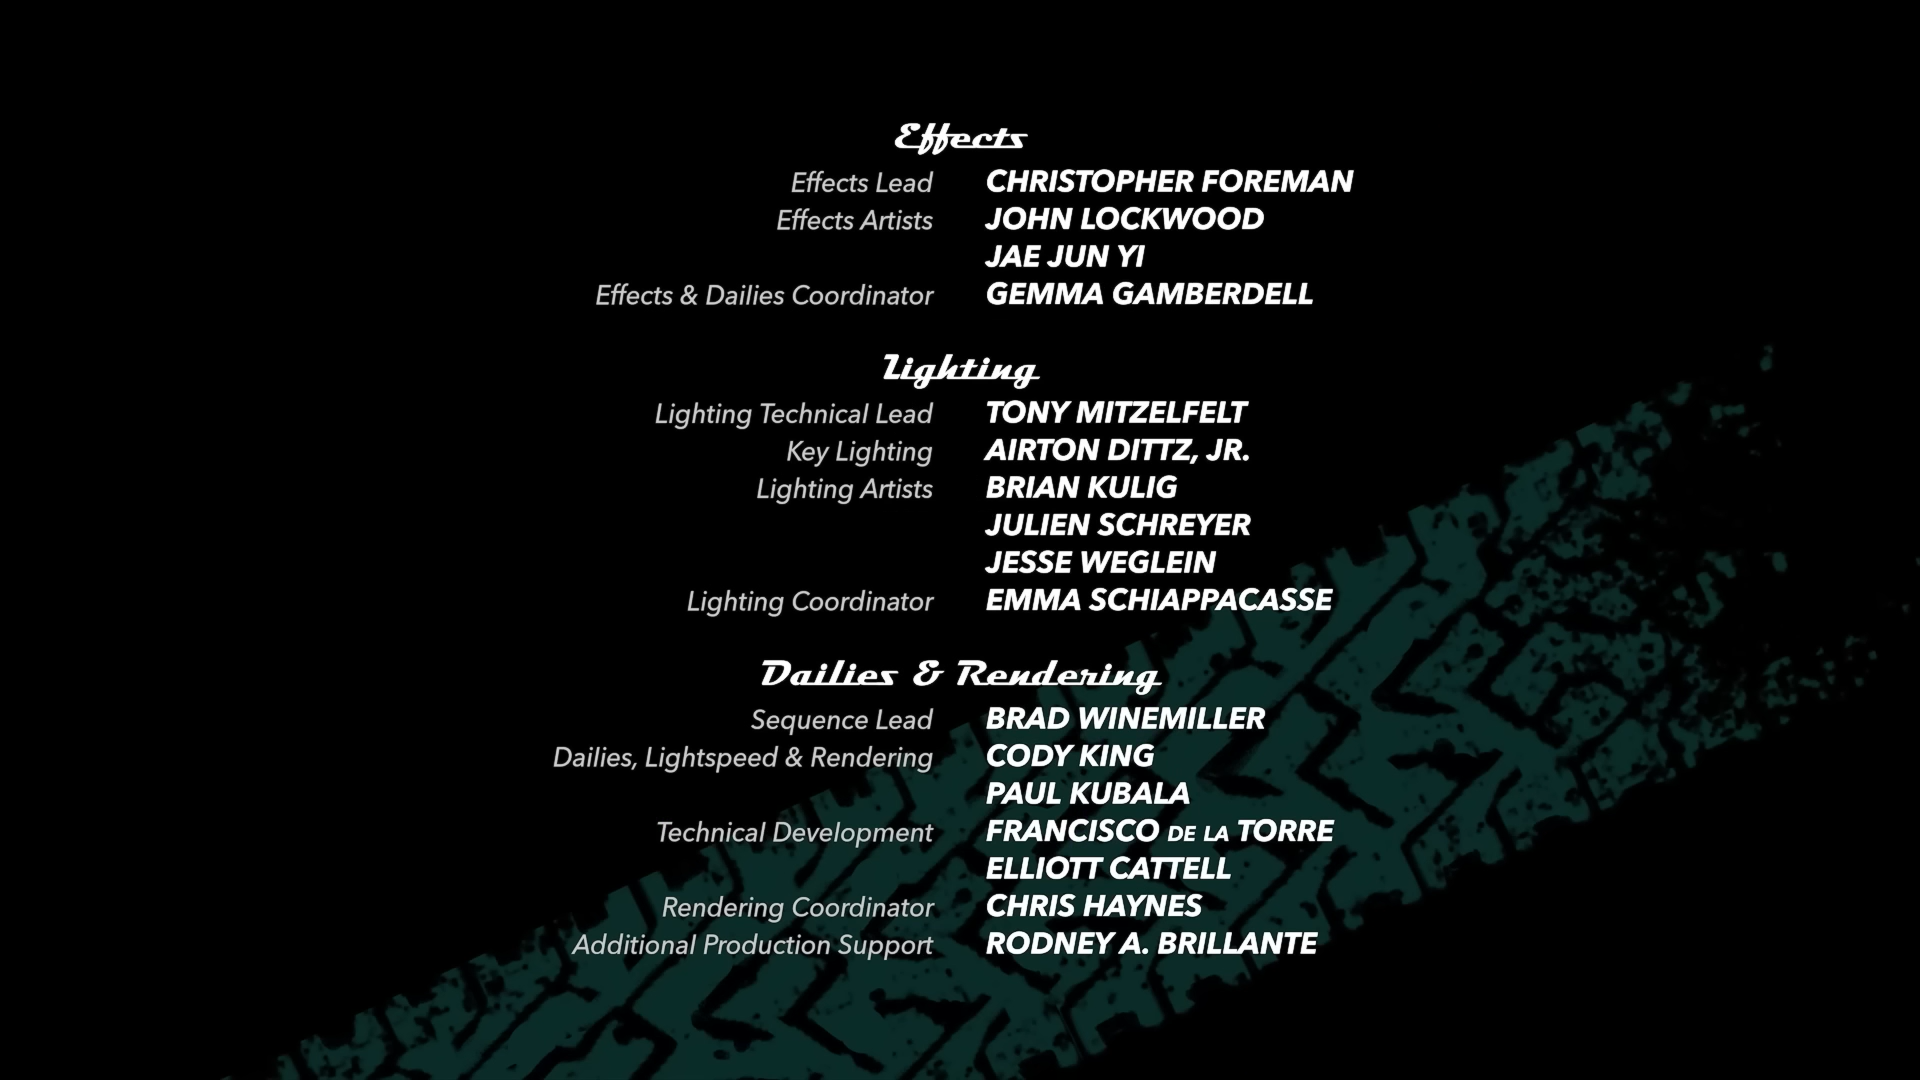 Effects
Effects Lead CHRISTOPHER FOREMAN
Effects Artists JOHN LOCKWOOD
JAE JUN YI
Effects & Dailies Coordinator GEMMA GAMBERDELL
Lighting
Lighting Technical Lead TONY MITZELFELT
Key Lighting AIRTON DITTZ, JR.
Lighting Artists BRIAN KULIG
JULIEN SCHREYER
JESSE WEGLEIN
Lighting Coordinator EMMA SCHIAPPACASSE
Dailies & Rendering
Sequence Lead BRAD WINEMILLER
Dailies, Lightspeed & Rendering CODY KING
PAUL KUBALA
Technical Development FRANCISCO DE LA TORRE
ELLIOTT CATTELL
Rendering Coordinator CHRIS HAYNES
Additional Production Support RODNEY A. BRILLANTE